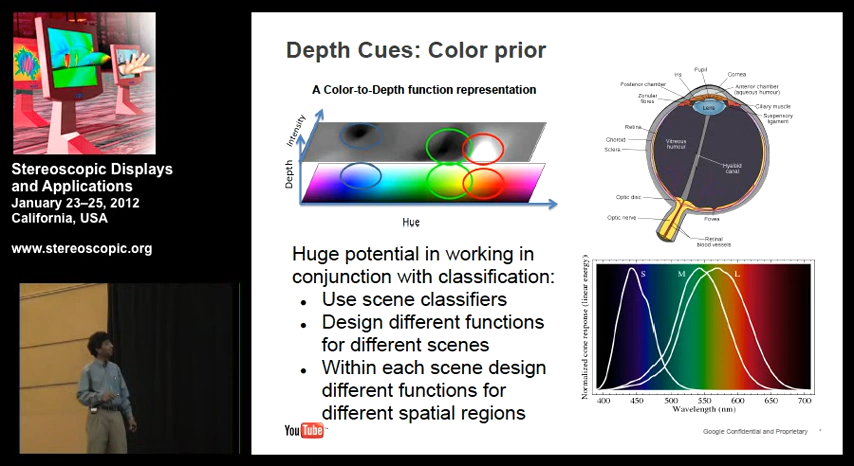 Stereoscopic Displays
and Applications
January 23–25, 2012
California, USA
www.stereoscopic.org
Depth Cues: Color prior
A Color-to-Depth function representation
Intensity
Depth
Hue
Huge potential in working in
conjunction with classification:
Use scene classifiers
Design different functions
for different scenes
Within each scene design
different functions for
different spatial regions
YouTube
Pupil
Iris
Cornea
Posterior chamber
Anterior chamber
(aqueous humour)
Zonular
fibres
Lens
Ciliary muscle
Suspensory
ligament
Retina
Choroid
Sclera
Vitreous
humour
Hyaloid
canal
Optic disc
Optic nerve
Fovea
Retinal
blood vessels
Normalized cone response (linear energy)
S
M
L
400
450
500
550
600
650
700
Wavelength (nm)
Google Confidential and Proprietary